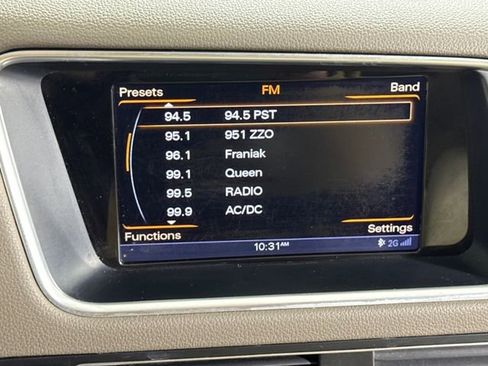 Presets FM Band
94.5 94.5 PST
95.1 951 ZZO
96.1 Franiak
99.1 Queen
99.5 RADIO
99.9 AC/DC
Functions Settings
10:31AM 2G